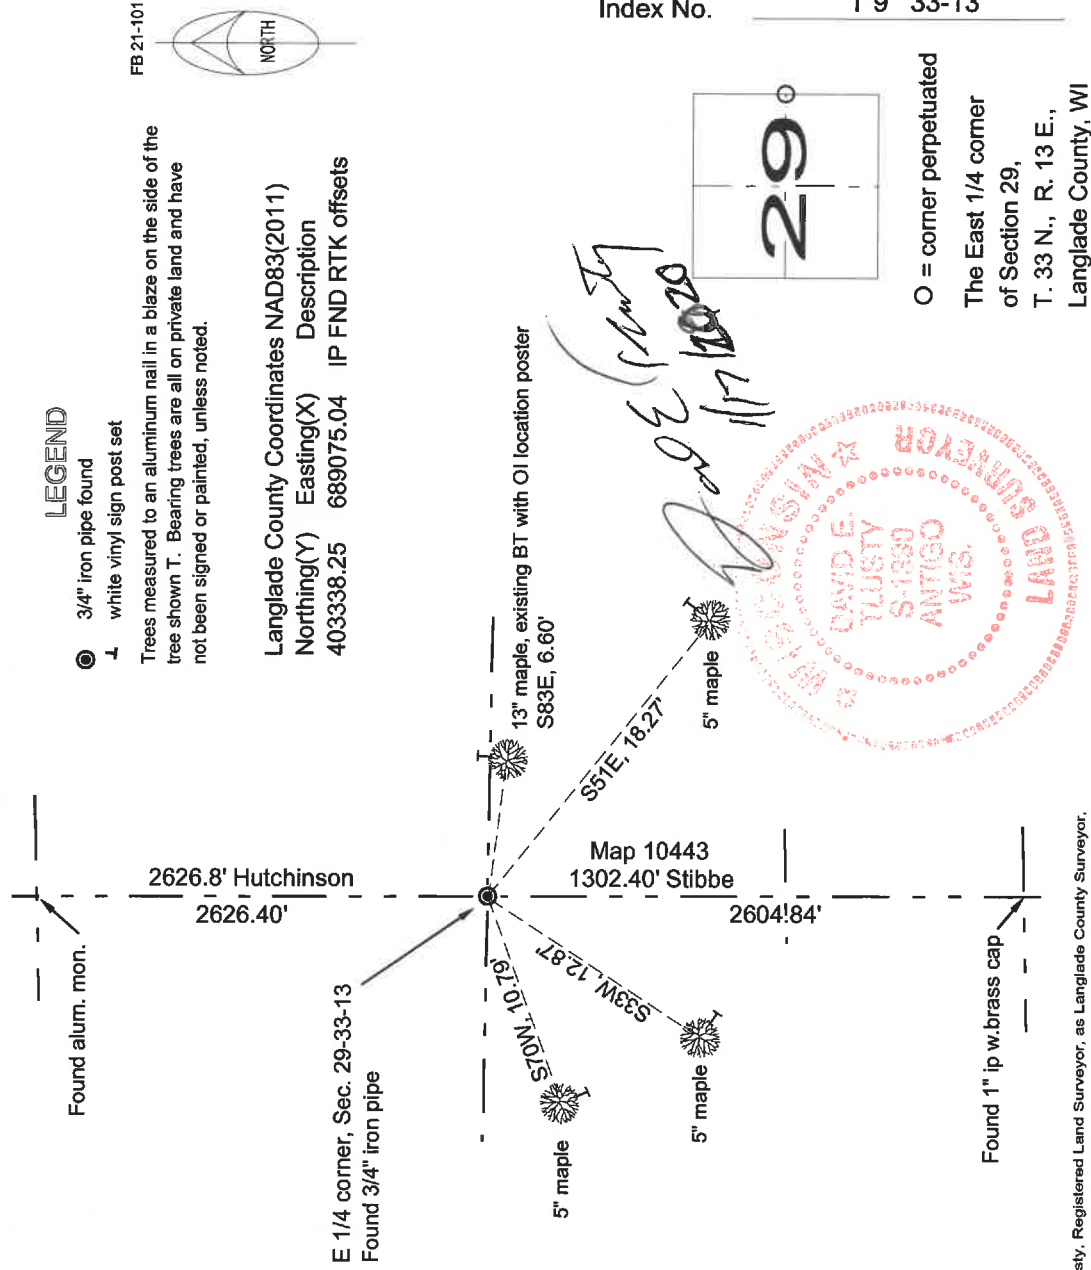 Index No.
T 9   33-13
FB 21-101
NORTH
LEGEND
3/4" iron pipe found
white vinyl sign post set
Trees measured to an aluminum nail in a blaze on the side of the
tree shown T.  Bearing trees are all on private land and have
not been signed or painted, unless noted.
Langlade County Coordinates NAD83(2011)
Northing(Y)   Easting(X)   Description
403338.25   689075.04   IP FND RTK offsets
29
O = corner perpetuated
The East 1/4 corner
of Section 29,
T. 33 N.,  R. 13 E.,
Langlade County, WI
Found alum. mon.
2626.8' Hutchinson
2626.40'
E 1/4 corner, Sec. 29-33-13
Found 3/4" iron pipe
13" maple, existing BT with OI location poster
S83E, 6.60'
S51E, 18.27'
5" maple
S70W, 10.79'
5" maple
S33W, 12.87'
5" maple
Map 10443
1302.40' Stibbe
2604.84'
Found 1" ip w.brass cap
WISCONSIN
LAND SURVEYOR
DAVID E.
TLUSTY
S-1390
ANTIGO
WIS.
sty, Registered Land Surveyor, as Langlade County Surveyor.